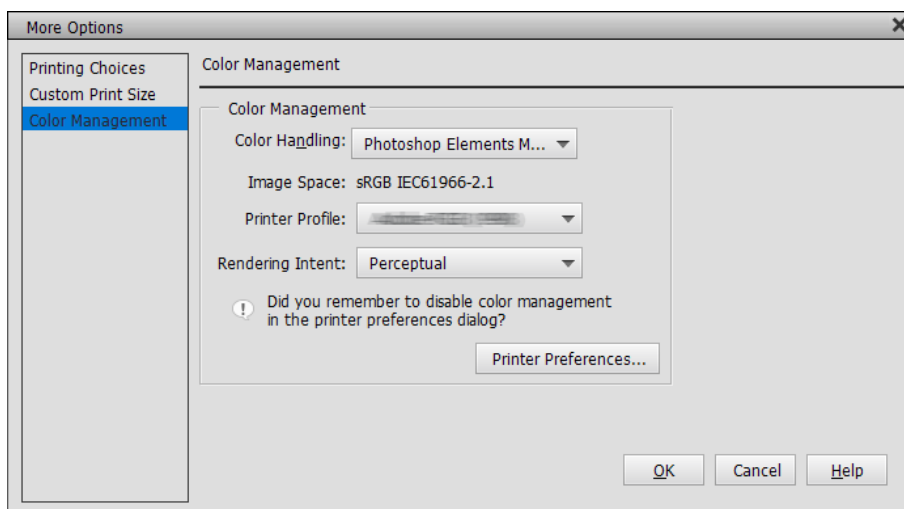 More Options
Printing Choices
Custom Print Size
Color Management
Color Management
Color Management
Color Handling: Photoshop Elements M...
Image Space: sRGB IEC61966-2.1
Printer Profile:
Rendering Intent: Perceptual
Did you remember to disable color management
in the printer preferences dialog?
Printer Preferences...
OK Cancel Help